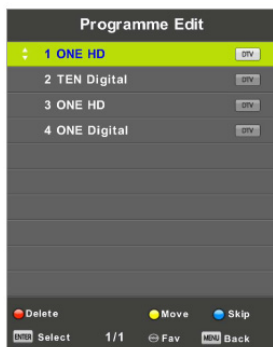 Programme Edit
1 ONE HD DTV
2 TEN Digital DTV
3 ONE HD DTV
4 ONE Digital DTV
Delete Move Skip
ENTER Select 1/1 Fav MENU Back